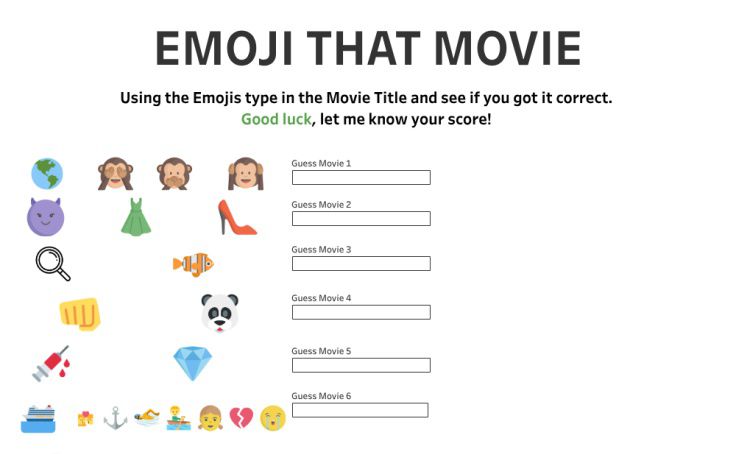 EMOJI THAT MOVIE
Using the Emojis type in the Movie Title and see if you got it correct.
Good luck, let me know your score!
Guess Movie 1
Guess Movie 2
Guess Movie 3
Guess Movie 4
Guess Movie 5
Guess Movie 6